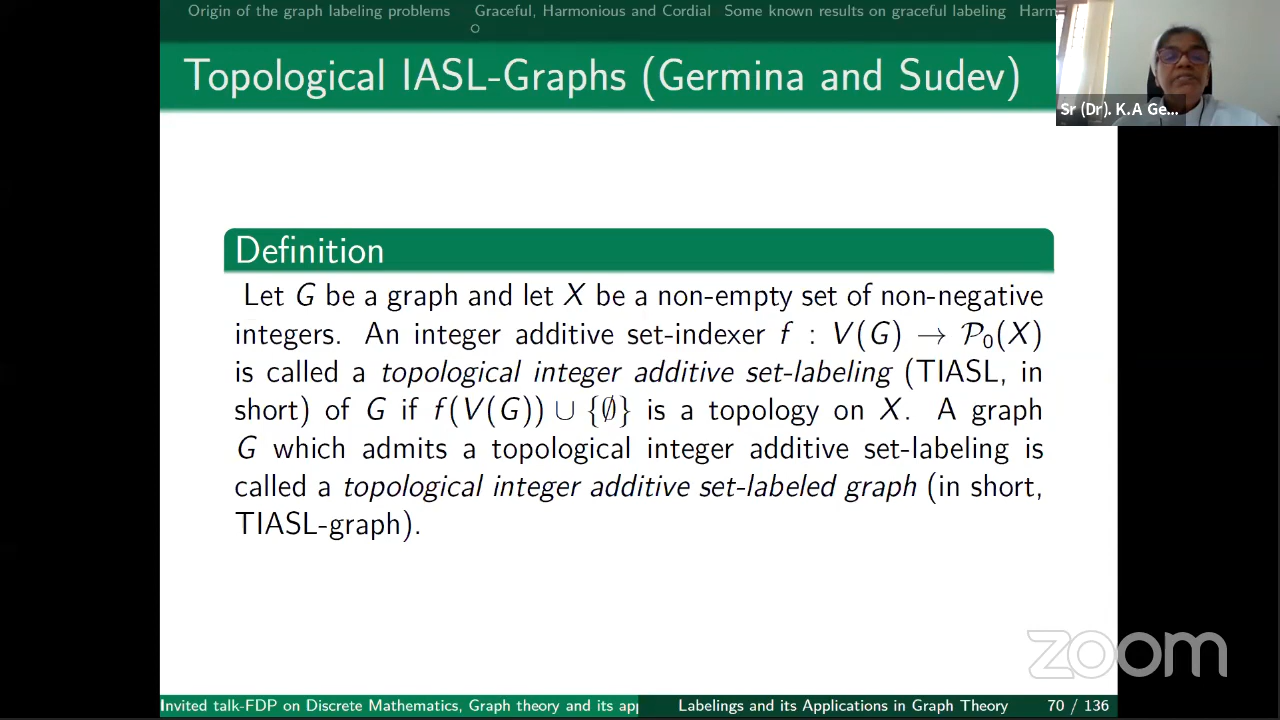 Origin of the graph labeling problems Graceful, Harmonious and Cordial Some known results on graceful labeling Harm
Topological IASL-Graphs (Germina and Sudev)
Sr (Dr). K.A Ge...
Definition
Let G be a graph and let X be a non-empty set of non-negative
integers. An integer additive set-indexer f : V(G) → 𝒫₀(X)
is called a topological integer additive set-labeling (TIASL, in
short) of G if f(V(G)) ∪ {∅} is a topology on X. A graph
G which admits a topological integer additive set-labeling is
called a topological integer additive set-labeled graph (in short,
TIASL-graph).
zoom
Invited talk-FDP on Discrete Mathematics, Graph theory and its app Labelings and its Applications in Graph Theory 70 / 136